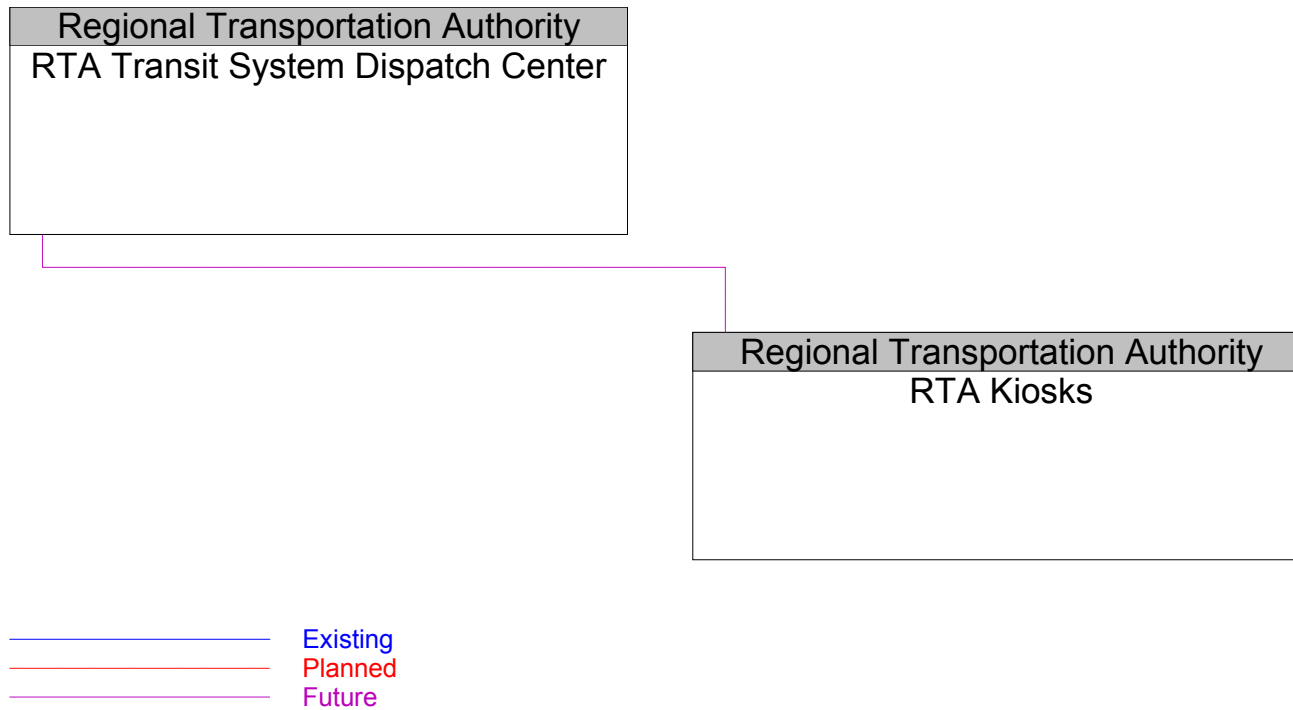 Regional Transportation Authority
RTA Transit System Dispatch Center
Regional Transportation Authority
RTA Kiosks
Existing
Planned
Future